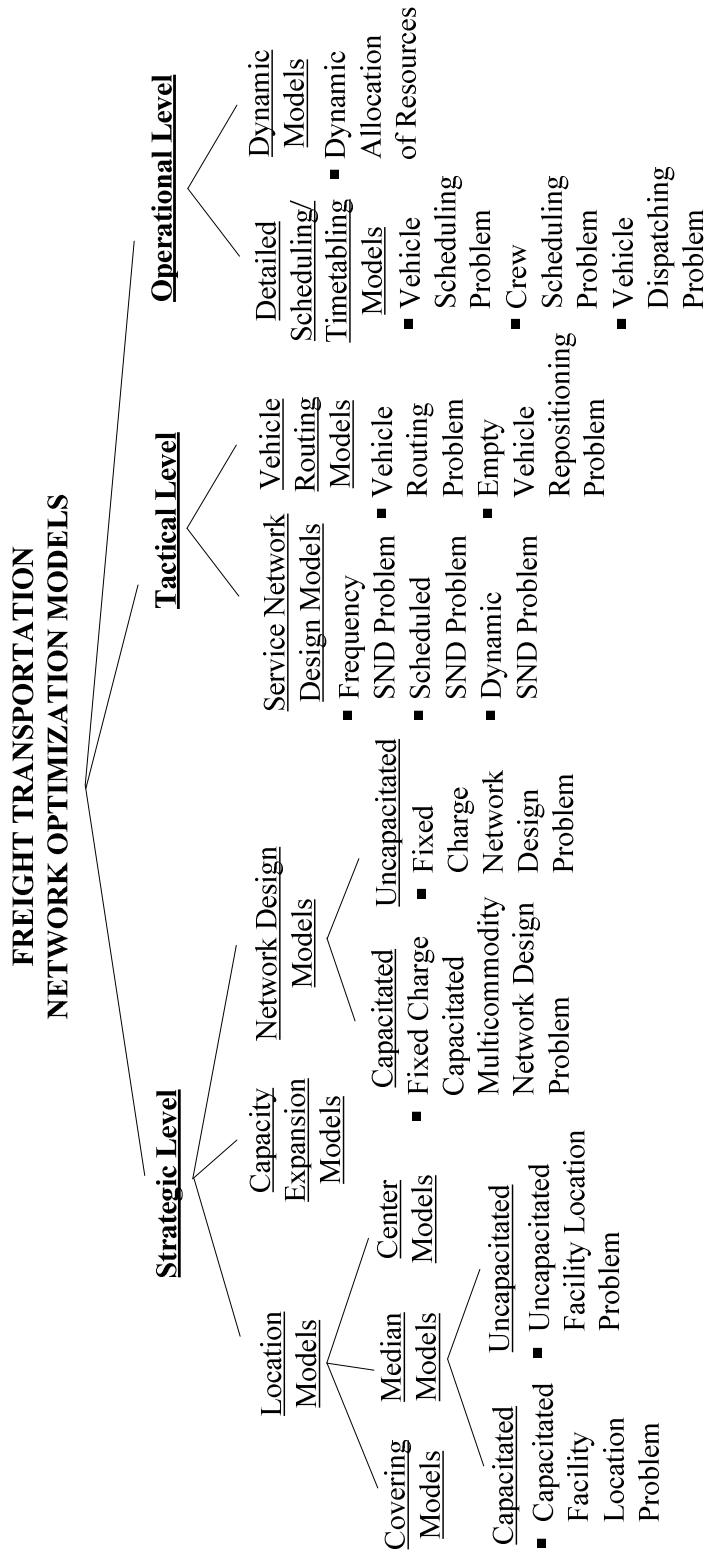 FREIGHT TRANSPORTATION
NETWORK OPTIMIZATION MODELS
Strategic Level
Tactical Level
Operational Level
Location
Models
Capacity
Expansion
Models
Network Design
Models
Service Network
Design Models
▪ Frequency
SND Problem
▪ Scheduled
SND Problem
▪ Dynamic
SND Problem
Vehicle
Routing
Models
▪ Vehicle
Routing
Problem
▪ Empty
Vehicle
Repositioning
Problem
Detailed
Scheduling/
Timetabling
Models
▪ Vehicle
Scheduling
Problem
▪ Crew
Scheduling
Problem
▪ Vehicle
Dispatching
Problem
Dynamic
Models
▪ Dynamic
Allocation
of Resources
Covering
Models
Median
Models
Center
Models
Capacitated
▪ Fixed Charge
Capacitated
Multicommodity
Network Design
Problem
Uncapacitated
▪ Fixed
Charge
Network
Design
Problem
Capacitated
▪ Capacitated
Facility
Location
Problem
Uncapacitated
▪ Uncapacitated
Facility Location
Problem